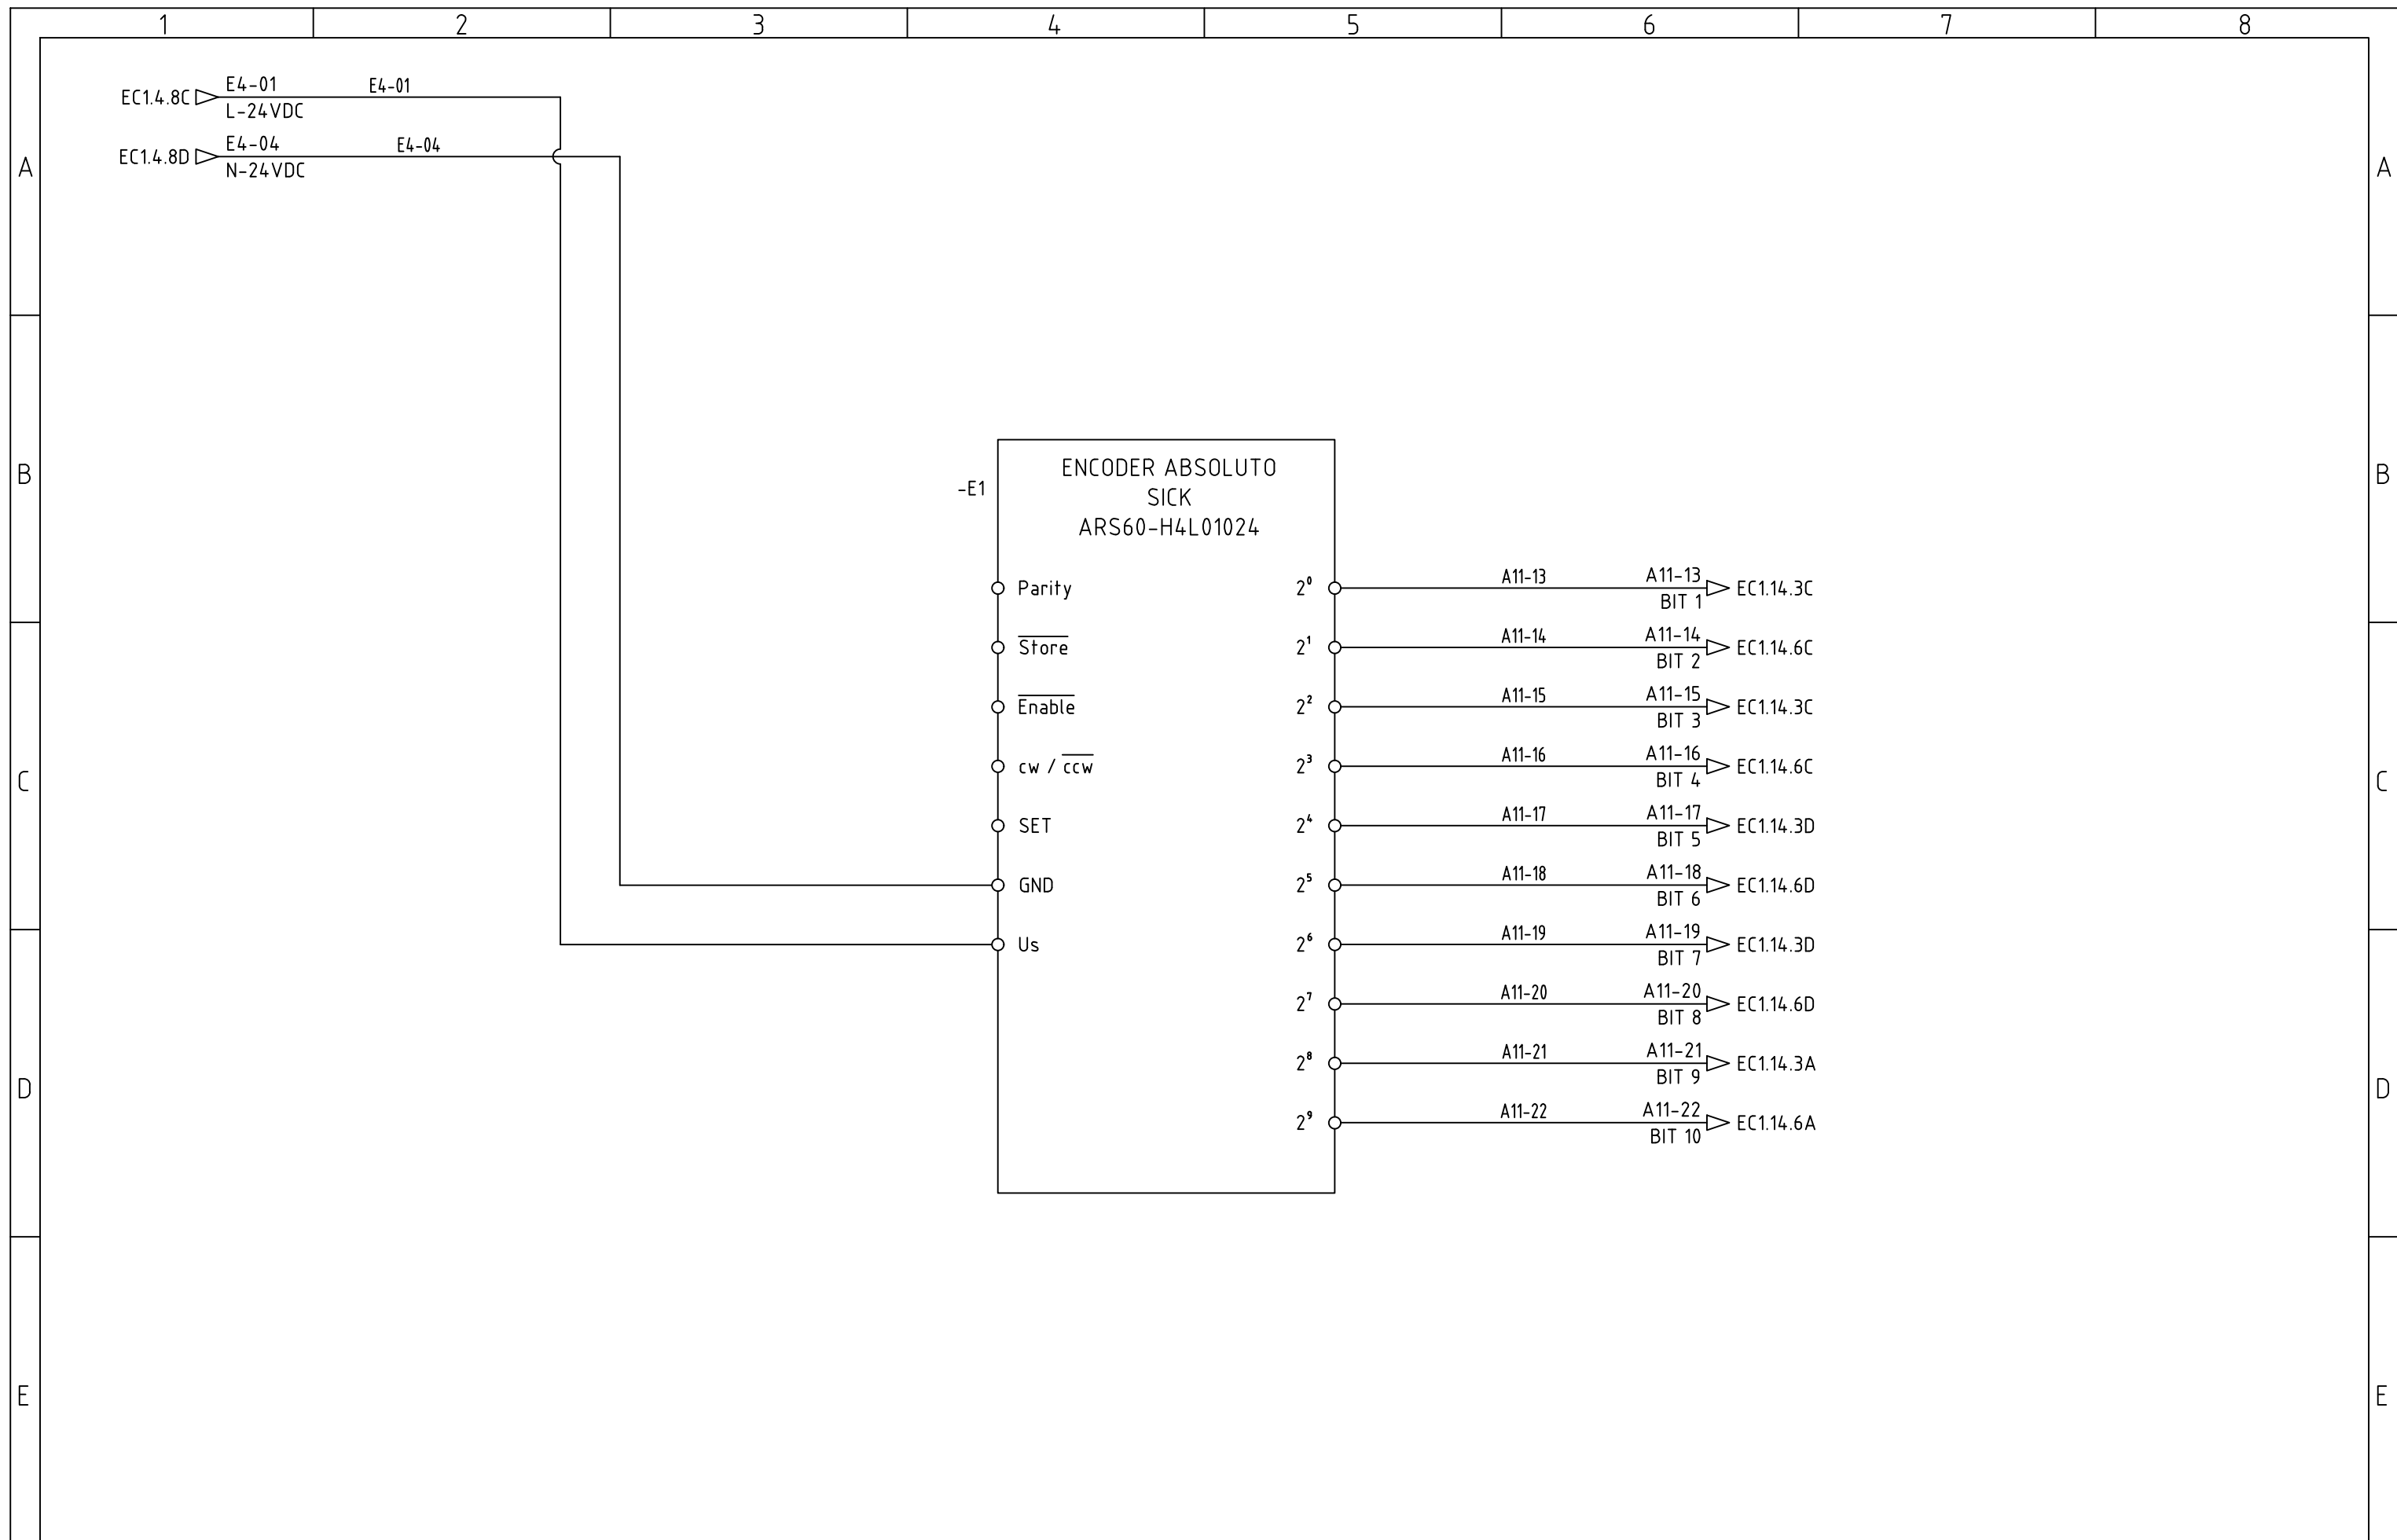 1 2 3 4 5 6 7 8
E4-01 E4-01
EC1.4.8C
L-24VDC
E4-04 E4-04
EC1.4.8D
N-24VDC
A A
B B
ENCODER ABSOLUTO
-E1
SICK
ARS60-H4L01024
A11-13 A11-13
Parity 2⁰ EC1.14.3C
BIT 1
A11-14 A11-14
Store 2¹ EC1.14.6C
BIT 2
A11-15 A11-15
Enable 2² EC1.14.3C
BIT 3
A11-16 A11-16
cw / ccw 2³ EC1.14.6C
BIT 4
C C
A11-17 A11-17
SET 2⁴ EC1.14.3D
BIT 5
A11-18 A11-18
GND 2⁵ EC1.14.6D
BIT 6
A11-19 A11-19
Us 2⁶ EC1.14.3D
BIT 7
A11-20 A11-20
2⁷ EC1.14.6D
BIT 8
A11-21 A11-21
2⁸ EC1.14.3A
BIT 9
D D
A11-22 A11-22
2⁹ EC1.14.6A
BIT 10
E E